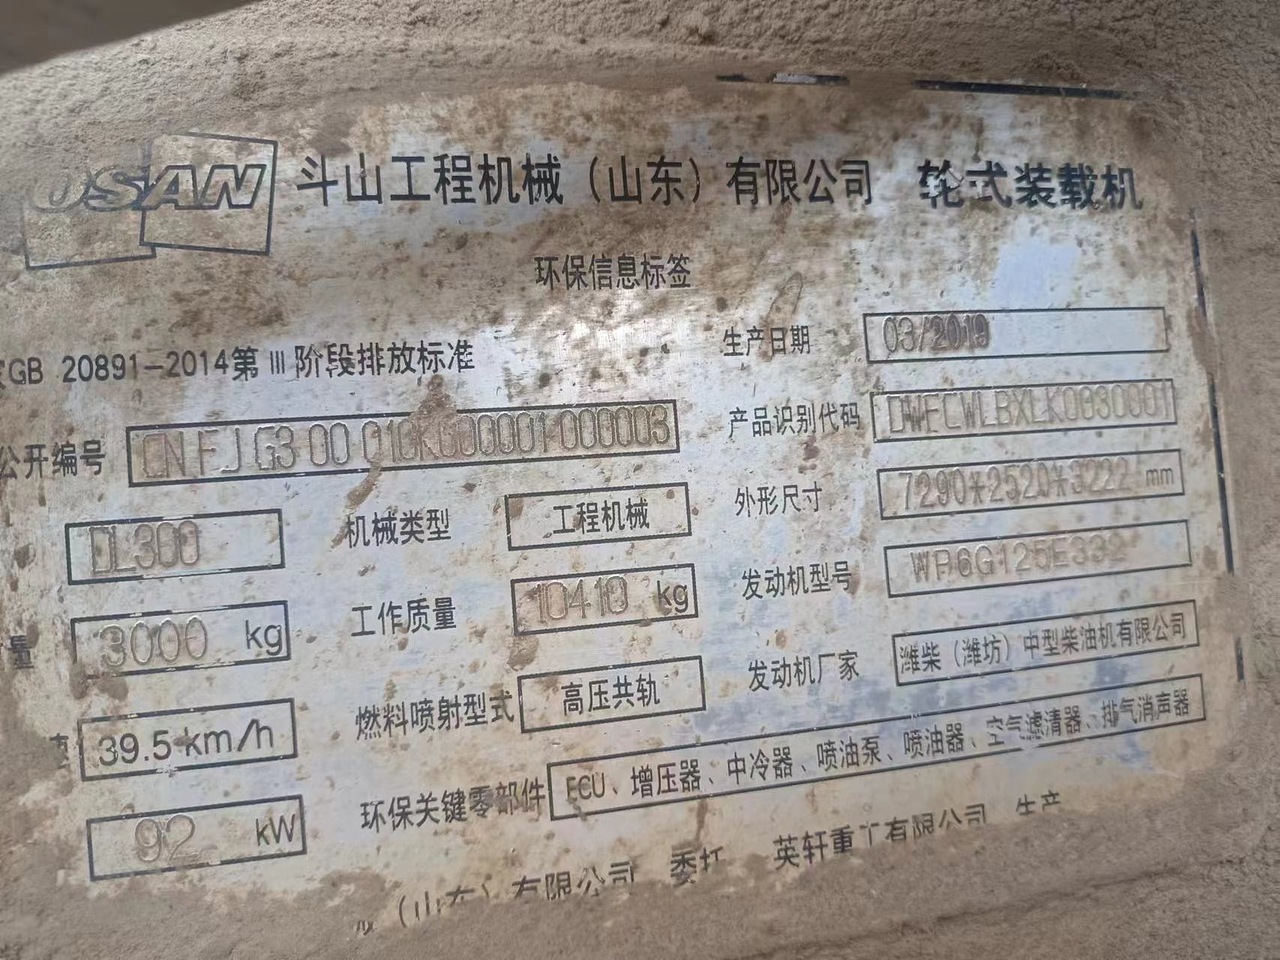 OSAN 斗山工程机械（山东）有限公司 轮式装载机
环保信息标签
GB 20891-2014第Ⅲ阶段排放标准 生产日期 03/2019
公开编号 CN FJ G3 00 010K600001 000003 产品识别代码 DWFCWLBXLK0030001
DL300 机械类型 工程机械 外形尺寸 7290*2520*3222 mm
量 3000 kg 工作质量 10410 kg 发动机型号 WP6G125E332
39.5 km/h 燃料喷射型式 高压共轨 发动机厂家 潍柴（潍坊）中型柴油机有限公司
92 kW 环保关键零部件 ECU、增压器、中冷器、喷油泵、喷油器、空气滤清器、排气消声器
（山东）有限公司 委托 英轩重工有限公司 生产